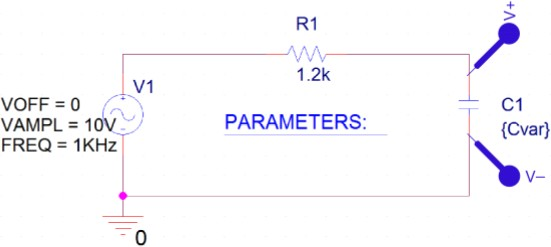 V+
R1
1.2k
V1
VOFF = 0
VAMPL = 10V
FREQ = 1KHz
PARAMETERS:
C1
{Cvar}
V−
0